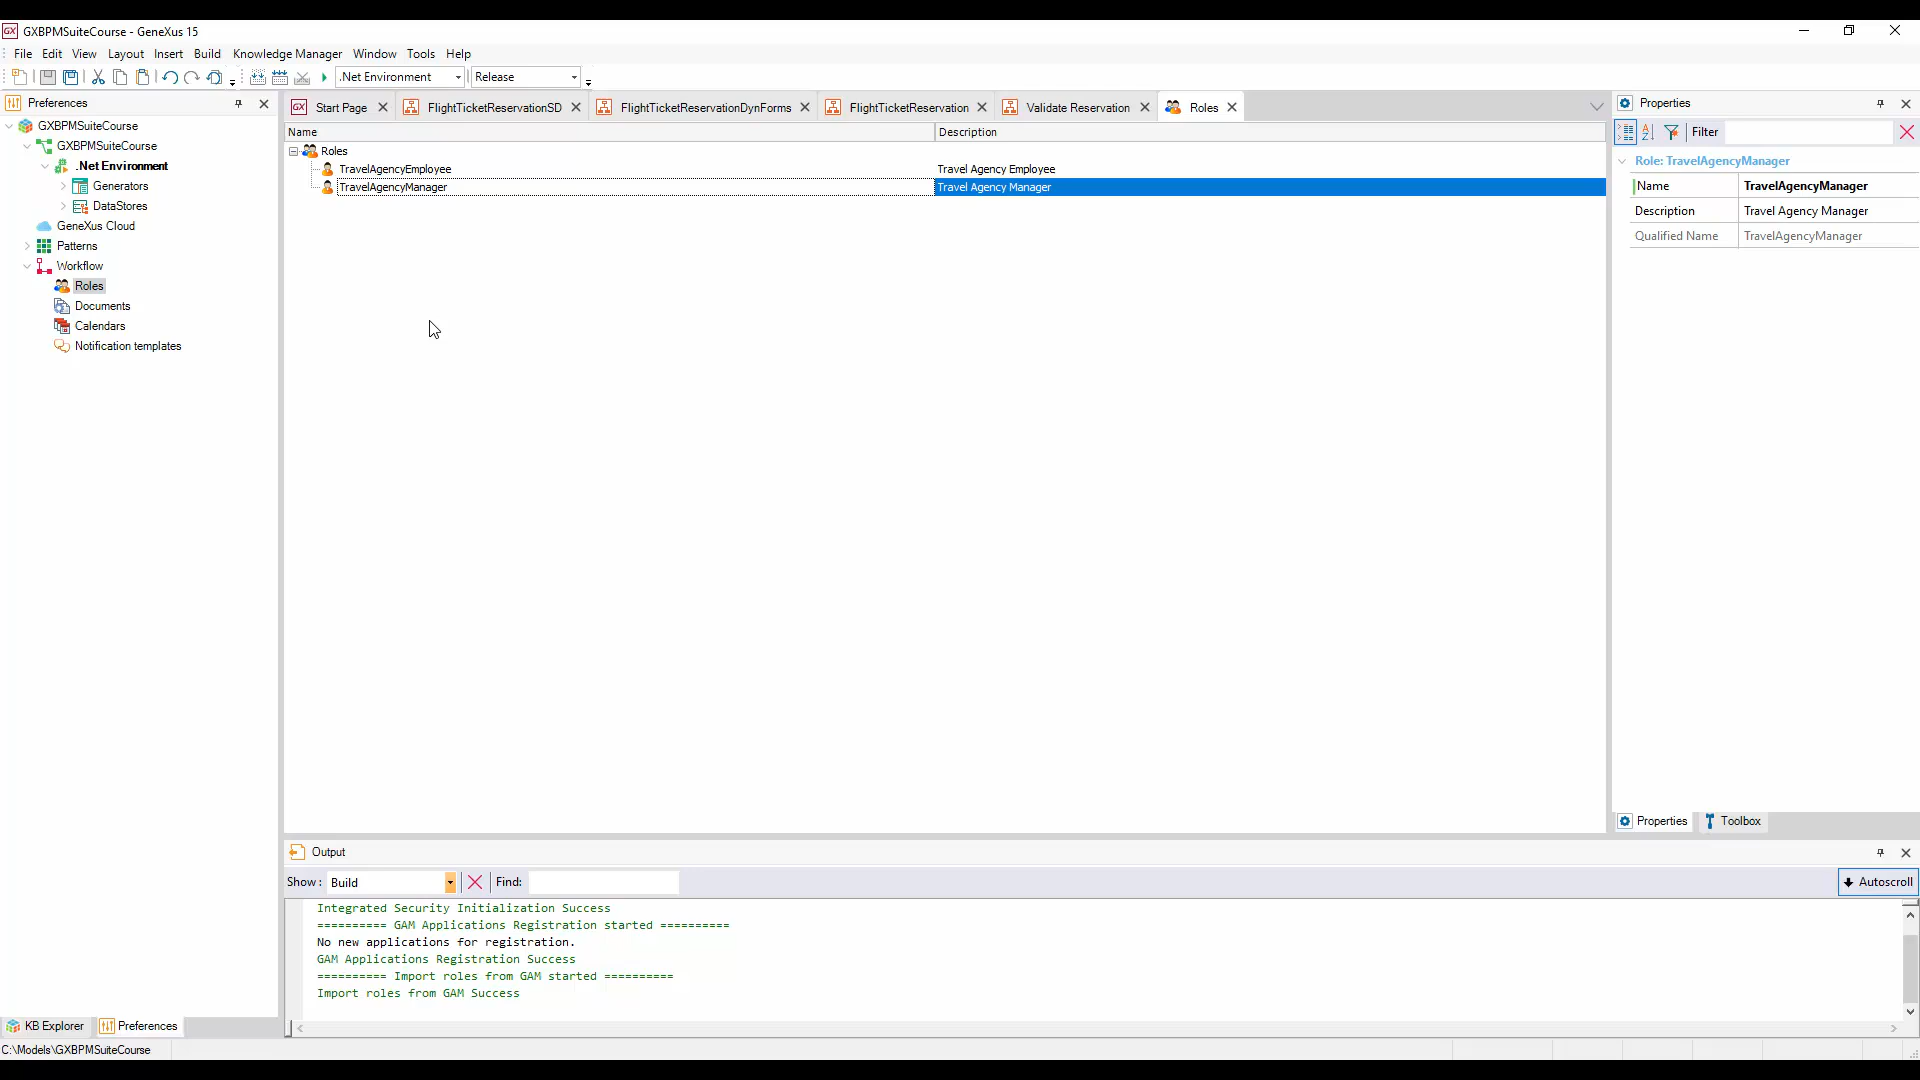 GX GXBPMSuiteCourse - GeneXus 15
File Edit View Layout Insert Build Knowledge Manager Window Tools Help
.Net Environment Release
Preferences
GXBPMSuiteCourse
GXBPMSuiteCourse
.Net Environment
Generators
DataStores
GeneXus Cloud
Patterns
Workflow
Roles
Documents
Calendars
Notification templates
KB Explorer Preferences
GX Start Page FlightTicketReservationSD FlightTicketReservationDynForms FlightTicketReservation Validate Reservation Roles
Name Description
Roles
TravelAgencyEmployee Travel Agency Employee
TravelAgencyManager Travel Agency Manager
Properties
Filter
Role: TravelAgencyManager
Name TravelAgencyManager
Description Travel Agency Manager
Qualified Name TravelAgencyManager
Properties Toolbox
Output
Show: Build Find: Autoscroll
Integrated Security Initialization Success
========== GAM Applications Registration started ==========
No new applications for registration.
GAM Applications Registration Success
========== Import roles from GAM started ==========
Import roles from GAM Success
C:\Models\GXBPMSuiteCourse